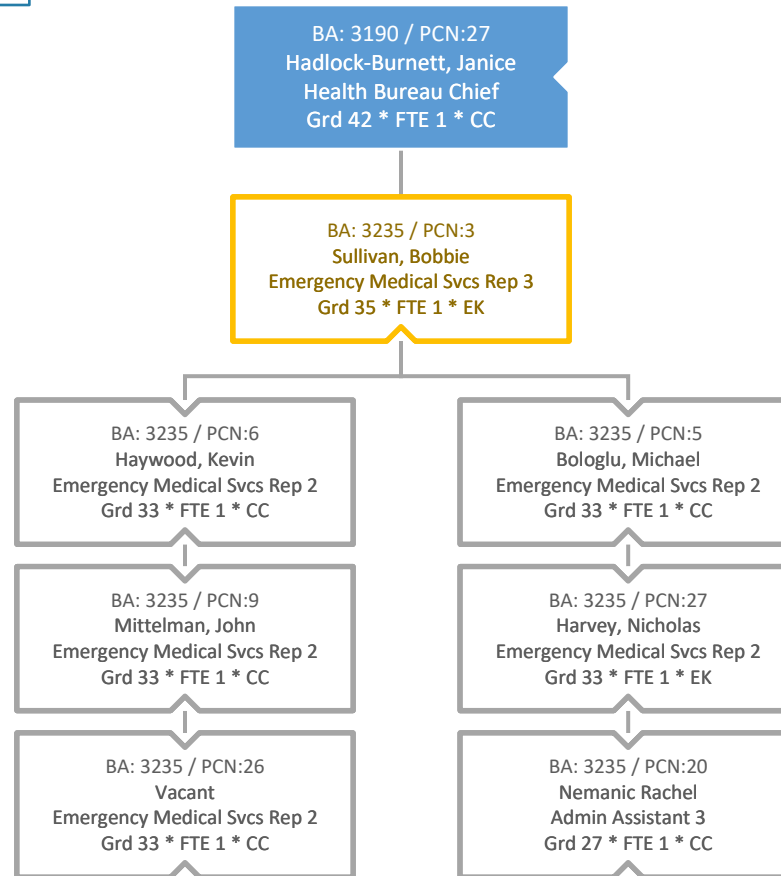 BA: 3190 / PCN:27
Hadlock-Burnett, Janice
Health Bureau Chief
Grd 42 * FTE 1 * CC
BA: 3235 / PCN:3
Sullivan, Bobbie
Emergency Medical Svcs Rep 3
Grd 35 * FTE 1 * EK
BA: 3235 / PCN:6
Haywood, Kevin
Emergency Medical Svcs Rep 2
Grd 33 * FTE 1 * CC
BA: 3235 / PCN:5
Bologlu, Michael
Emergency Medical Svcs Rep 2
Grd 33 * FTE 1 * CC
BA: 3235 / PCN:9
Mittelman, John
Emergency Medical Svcs Rep 2
Grd 33 * FTE 1 * CC
BA: 3235 / PCN:27
Harvey, Nicholas
Emergency Medical Svcs Rep 2
Grd 33 * FTE 1 * EK
BA: 3235 / PCN:26
Vacant
Emergency Medical Svcs Rep 2
Grd 33 * FTE 1 * CC
BA: 3235 / PCN:20
Nemanic Rachel
Admin Assistant 3
Grd 27 * FTE 1 * CC